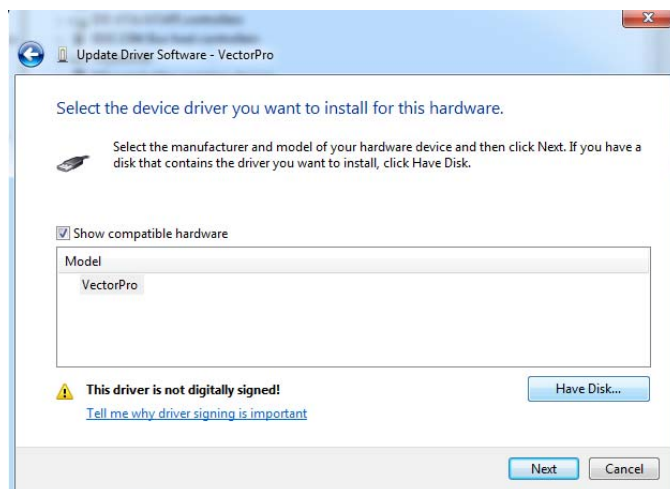 Update Driver Software - VectorPro
Select the device driver you want to install for this hardware.
Select the manufacturer and model of your hardware device and then click Next. If you have a
disk that contains the driver you want to install, click Have Disk.
Show compatible hardware
Model
VectorPro
This driver is not digitally signed!
Have Disk...
Tell me why driver signing is important
Next
Cancel